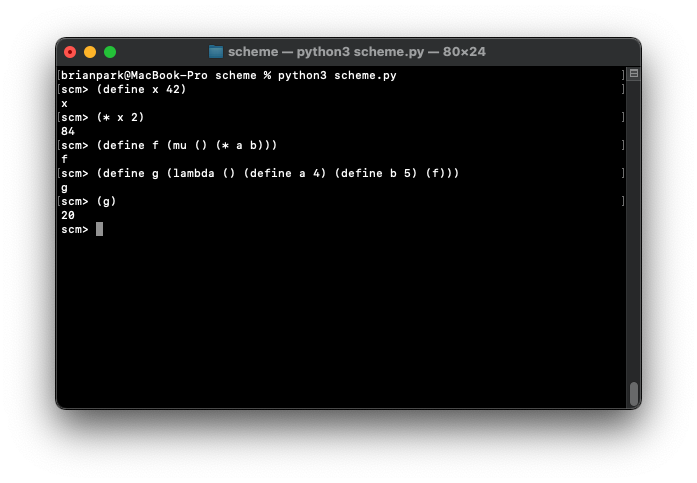 scheme — python3 scheme.py — 80×24
[brianpark@MacBook-Pro scheme % python3 scheme.py ]
[scm> (define x 42) ]
x
[scm> (* x 2) ]
84
[scm> (define f (mu () (* a b))) ]
f
[scm> (define g (lambda () (define a 4) (define b 5) (f))) ]
g
[scm> (g) ]
20
scm>